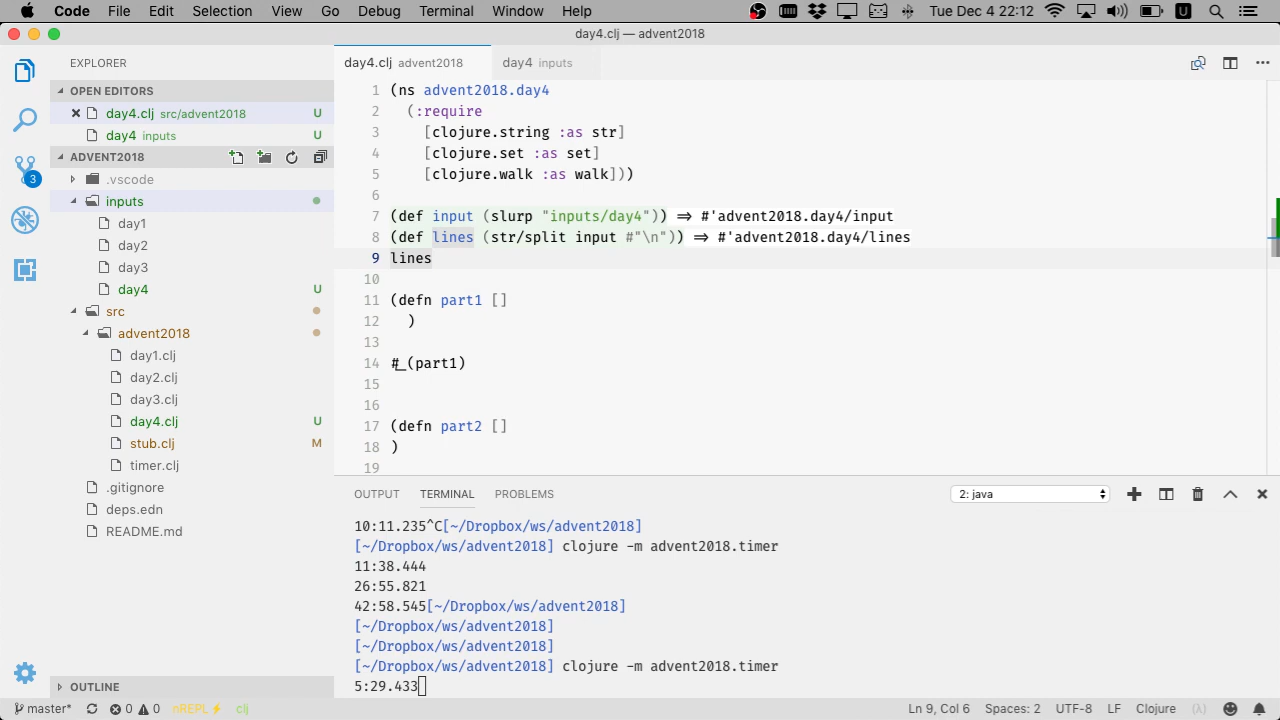 Code File Edit Selection View Go Debug Terminal Window Help Tue Dec 4 22:12 U
day4.clj — advent2018
EXPLORER
OPEN EDITORS
day4.clj src/advent2018 U
day4 inputs U
ADVENT2018
.vscode
inputs
day1
day2
day3
day4 U
src
advent2018
day1.clj
day2.clj
day3.clj
day4.clj U
stub.clj M
timer.clj
.gitignore
deps.edn
README.md
OUTLINE
3
day4.clj advent2018 day4 inputs
1 (ns advent2018.day4
2 (:require
3 [clojure.string :as str]
4 [clojure.set :as set]
5 [clojure.walk :as walk]))
6
7 (def input (slurp "inputs/day4")) => #'advent2018.day4/input
8 (def lines (str/split input #"\n")) => #'advent2018.day4/lines
9 lines
10
11 (defn part1 []
12 )
13
14 #_(part1)
15
16
17 (defn part2 []
18 )
19
OUTPUT TERMINAL PROBLEMS 2: java
10:11.235^C[~/Dropbox/ws/advent2018]
[~/Dropbox/ws/advent2018] clojure -m advent2018.timer
11:38.444
26:55.821
42:58.545[~/Dropbox/ws/advent2018]
[~/Dropbox/ws/advent2018]
[~/Dropbox/ws/advent2018]
[~/Dropbox/ws/advent2018] clojure -m advent2018.timer
5:29.433
master* 0 0 nREPL⚡ clj Ln 9, Col 6 Spaces: 2 UTF-8 LF Clojure (λ)